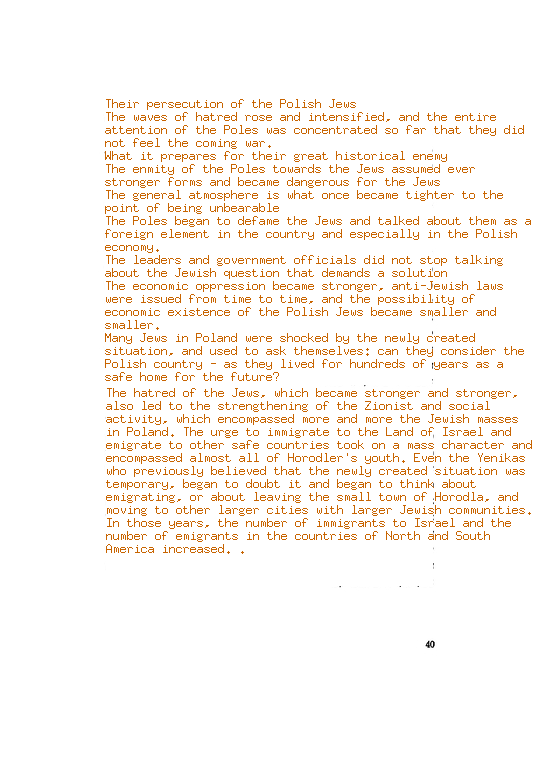 Their persecution of the Polish Jews
The waves of hatred rose and intensified, and the entire
attention of the Poles was concentrated so far that they did
not feel the coming war.
What it prepares for their great historical enemy
The enmity of the Poles towards the Jews assumed ever
stronger forms and became dangerous for the Jews
The general atmosphere is what once became tighter to the
point of being unbearable
The Poles began to defame the Jews and talked about them as a
foreign element in the country and especially in the Polish
economy.
The leaders and government officials did not stop talking
about the Jewish question that demands a solution
The economic oppression became stronger, anti-Jewish laws
were issued from time to time, and the possibility of
economic existence of the Polish Jews became smaller and
smaller.
Many Jews in Poland were shocked by the newly created
situation, and used to ask themselves: can they consider the
Polish country - as they lived for hundreds of years as a
safe home for the future?
The hatred of the Jews, which became stronger and stronger,
also led to the strengthening of the Zionist and social
activity, which encompassed more and more the Jewish masses
in Poland. The urge to immigrate to the Land of Israel and
emigrate to other safe countries took on a mass character and
encompassed almost all of Horodler's youth. Even the Yenikas
who previously believed that the newly created situation was
temporary, began to doubt it and began to think about
emigrating, or about leaving the small town of Horodla, and
moving to other larger cities with larger Jewish communities.
In those years, the number of immigrants to Israel and the
number of emigrants in the countries of North and South
America increased. .
40